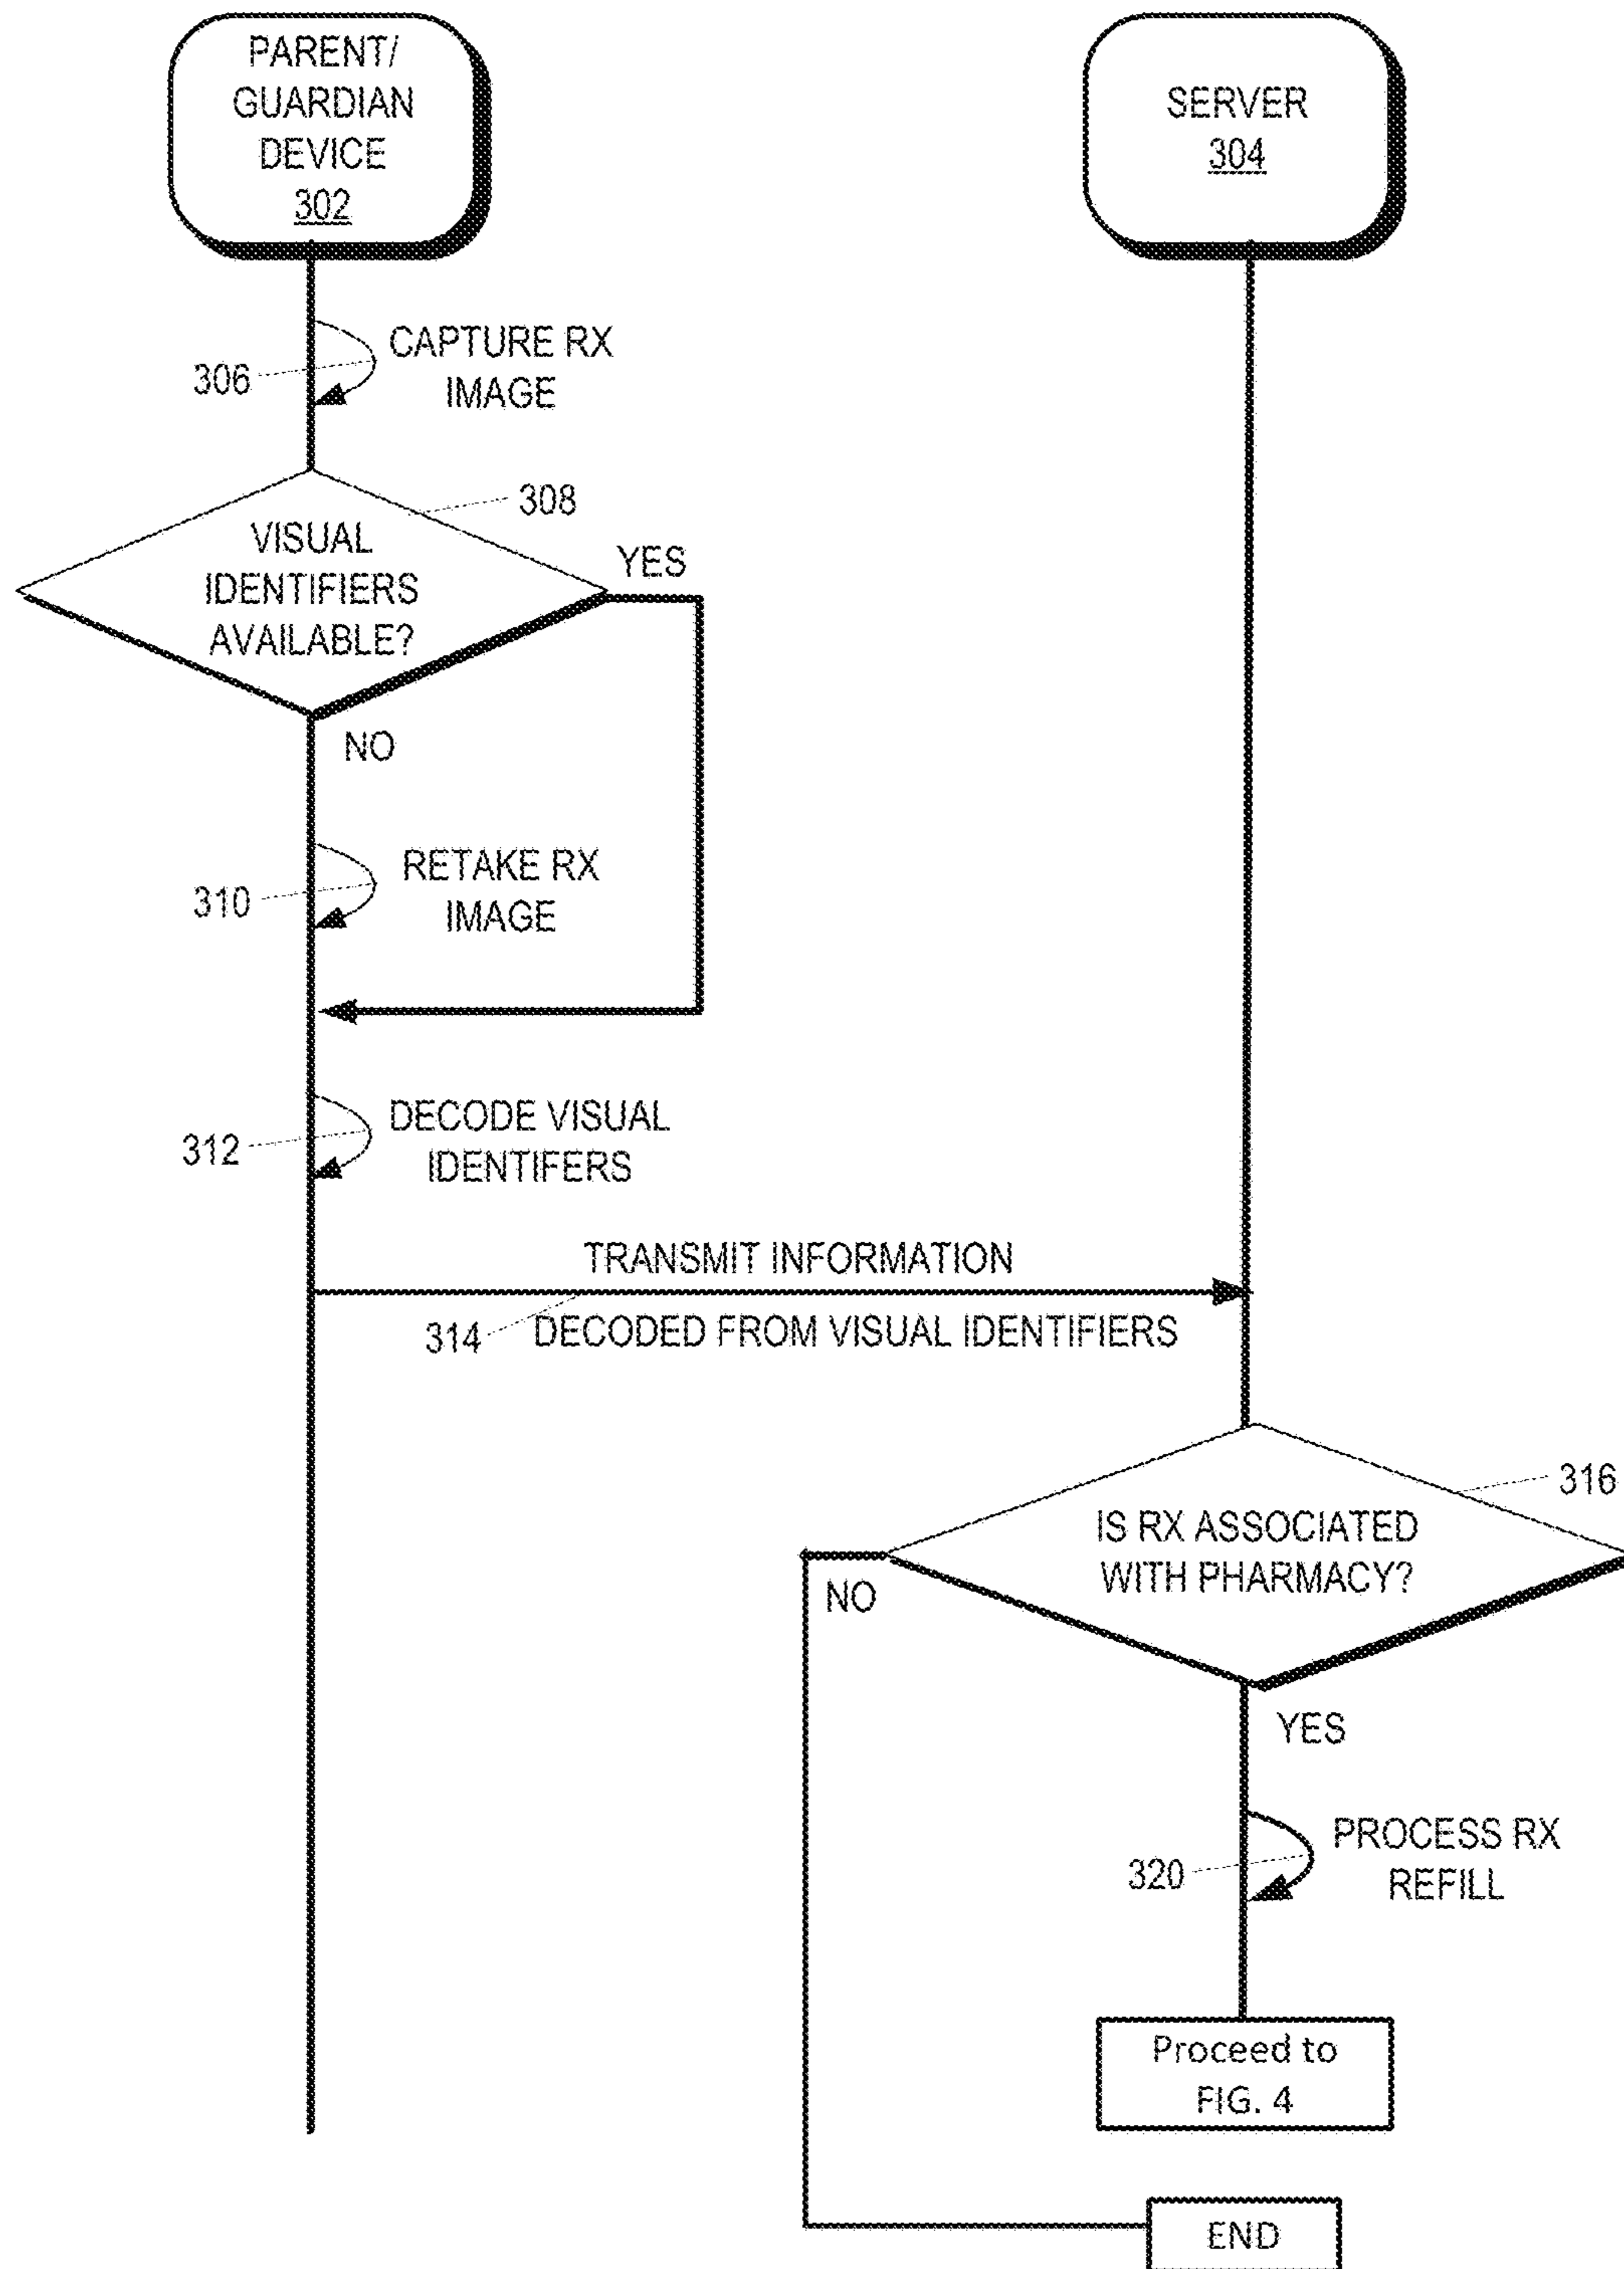 PARENT/
GUARDIAN
DEVICE
302
SERVER
304
306
CAPTURE RX
IMAGE
308
VISUAL
IDENTIFIERS
AVAILABLE?
YES
NO
310
RETAKE RX
IMAGE
312
DECODE VISUAL
IDENTIFERS
TRANSMIT INFORMATION
314
DECODED FROM VISUAL IDENTIFIERS
316
IS RX ASSOCIATED
WITH PHARMACY?
NO
YES
320
PROCESS RX
REFILL
Proceed to
FIG. 4
END